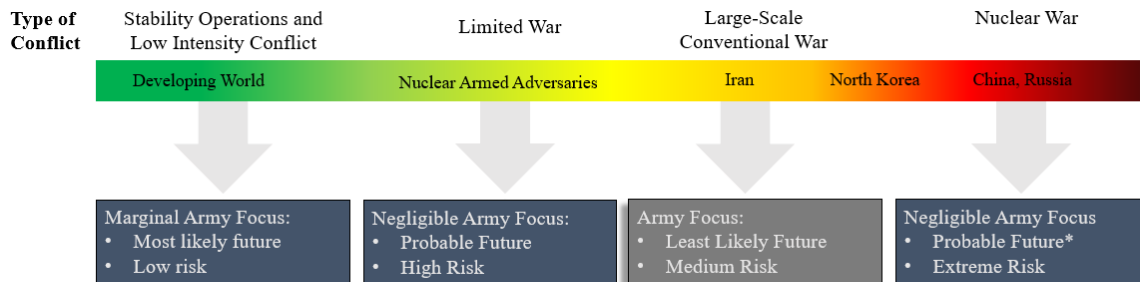 Type of
Conflict
Stability Operations and
Low Intensity Conflict
Limited War
Large-Scale
Conventional War
Nuclear War
Developing World
Nuclear Armed Adversaries
Iran
North Korea
China, Russia
Marginal Army Focus:
• Most likely future
• Low risk
Negligible Army Focus:
• Probable Future
• High Risk
Army Focus:
• Least Likely Future
• Medium Risk
Negligible Army Focus
• Probable Future*
• Extreme Risk